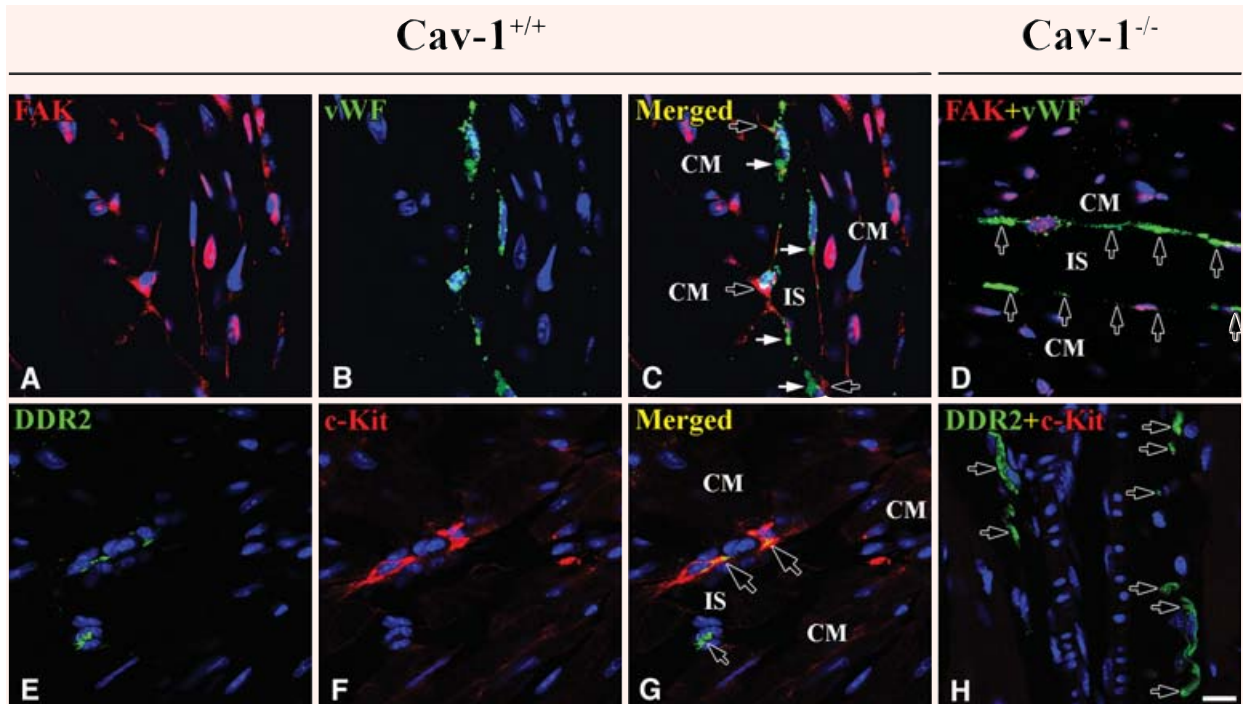 Cav-1+/+ Cav-1-/-
FAK vWF Merged FAK+vWF
CM CM CM IS
CM
IS
CM
A B C D
DDR2 c-Kit Merged DDR2+c-Kit
CM
CM
IS
CM
E F G H